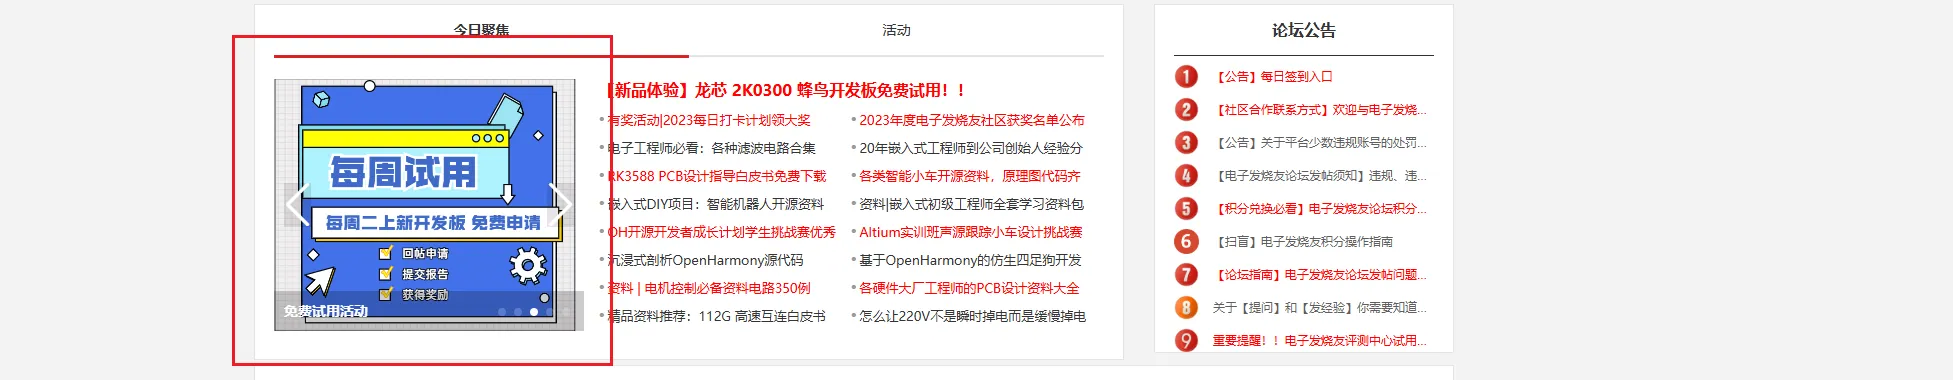 今日聚焦
活动
每周试用
每周二上新开发板 免费申请
回帖申请
提交报告
获得奖励
免费试用活动
【新品体验】龙芯 2K0300 蜂鸟开发板免费试用！！
有奖活动|2023每日打卡计划领大奖
2023年度电子发烧友社区获奖名单公布
电子工程师必看：各种滤波电路合集
20年嵌入式工程师到公司创始人经验分
RK3588 PCB设计指导白皮书免费下载
各类智能小车开源资料，原理图代码齐
嵌入式DIY项目：智能机器人开源资料
资料|嵌入式初级工程师全套学习资料包
OH开源开发者成长计划学生挑战赛优秀
Altium实训班声源跟踪小车设计挑战赛
沉浸式剖析OpenHarmony源代码
基于OpenHarmony的仿生四足狗开发
资料 | 电机控制必备资料电路350例
各硬件大厂工程师的PCB设计资料大全
精品资料推荐：112G 高速互连白皮书
怎么让220V不是瞬时掉电而是缓慢掉电
论坛公告
1 【公告】每日签到入口
2 【社区合作联系方式】欢迎与电子发烧...
3 【公告】关于平台少数违规账号的处罚...
4 【电子发烧友论坛发帖须知】违规、违...
5 【积分兑换必看】电子发烧友论坛积分...
6 【扫盲】电子发烧友积分操作指南
7 【论坛指南】电子发烧友论坛发帖问题...
8 关于【提问】和【发经验】你需要知道...
9 重要提醒！！电子发烧友评测中心试用...